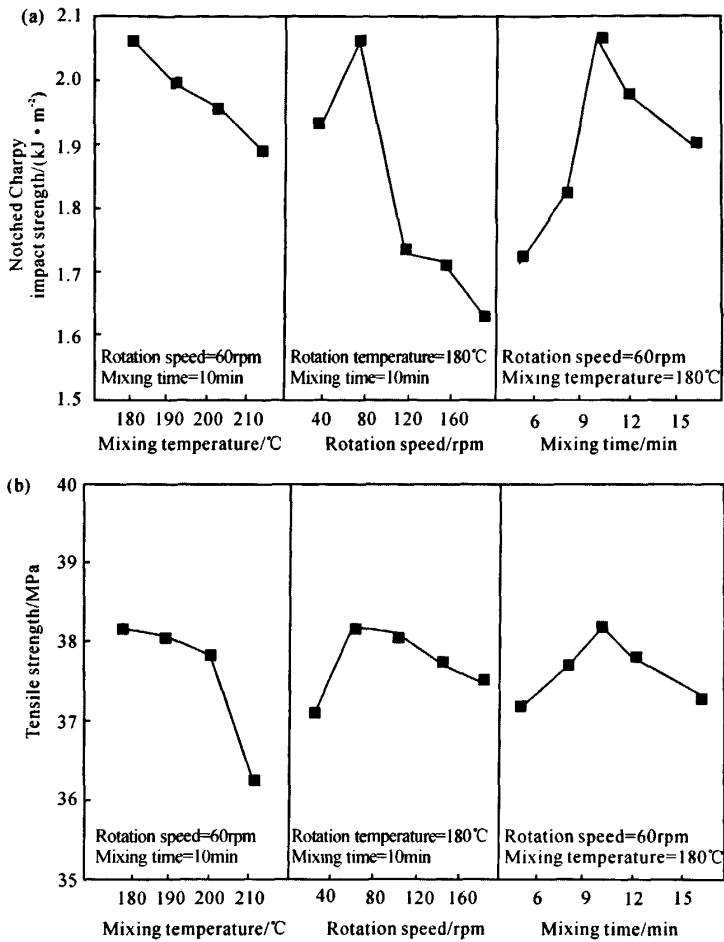 (a)
Notched Charpy
impact strength/(kJ·m⁻²)
2.1
2.0
1.9
1.8
1.7
1.6
1.5
Rotation speed=60rpm
Mixing time=10min
Rotation temperature=180℃
Mixing time=10min
Rotation speed=60rpm
Mixing temperature=180℃
180 190 200 210
40 80 120 160
6 9 12 15
Mixing temperature/℃
Rotation speed/rpm
Mixing time/min
(b)
Tensile strength/MPa
40
39
38
37
36
35
Rotation speed=60rpm
Mixing time=10min
Rotation temperature=180℃
Mixing time=10min
Rotation speed=60rpm
Mixing temperature=180℃
180 190 200 210
40 80 120 160
6 9 12 15
Mixing temperature/℃
Rotation speed/rpm
Mixing time/min